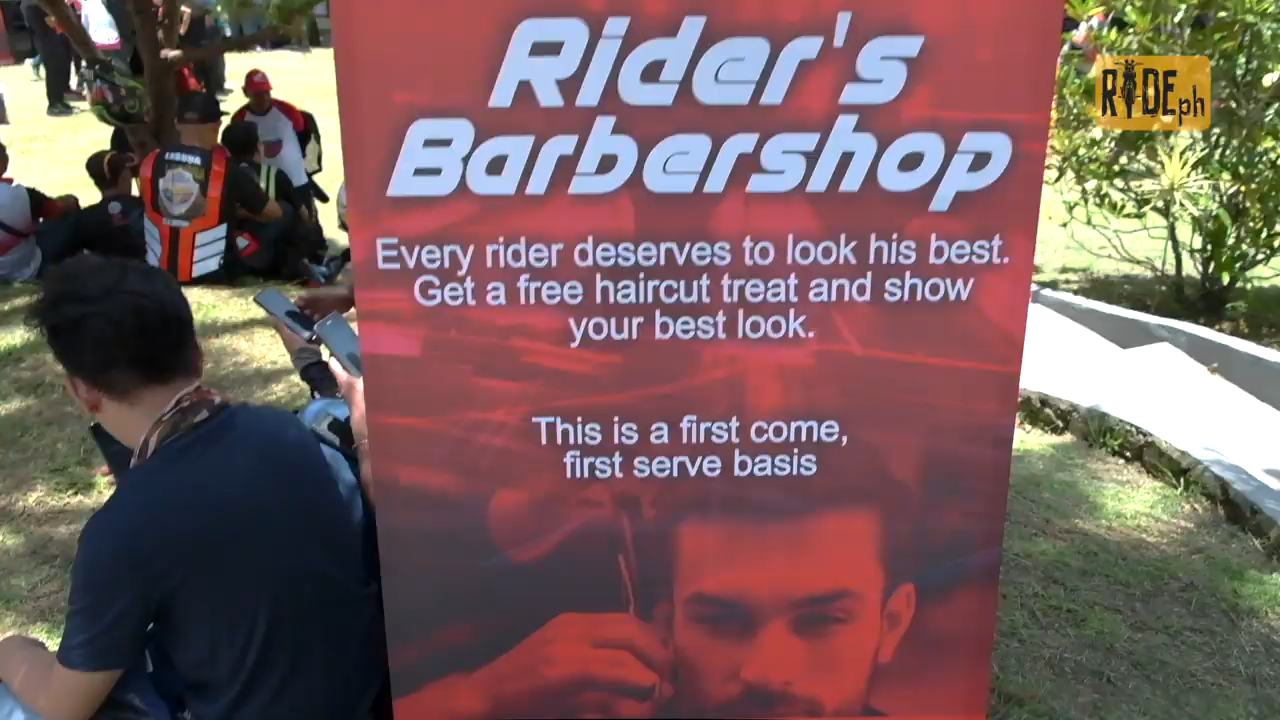 Rider's
Barbershop
RIDEph
Every rider deserves to look his best.
Get a free haircut treat and show
your best look.
This is a first come,
first serve basis